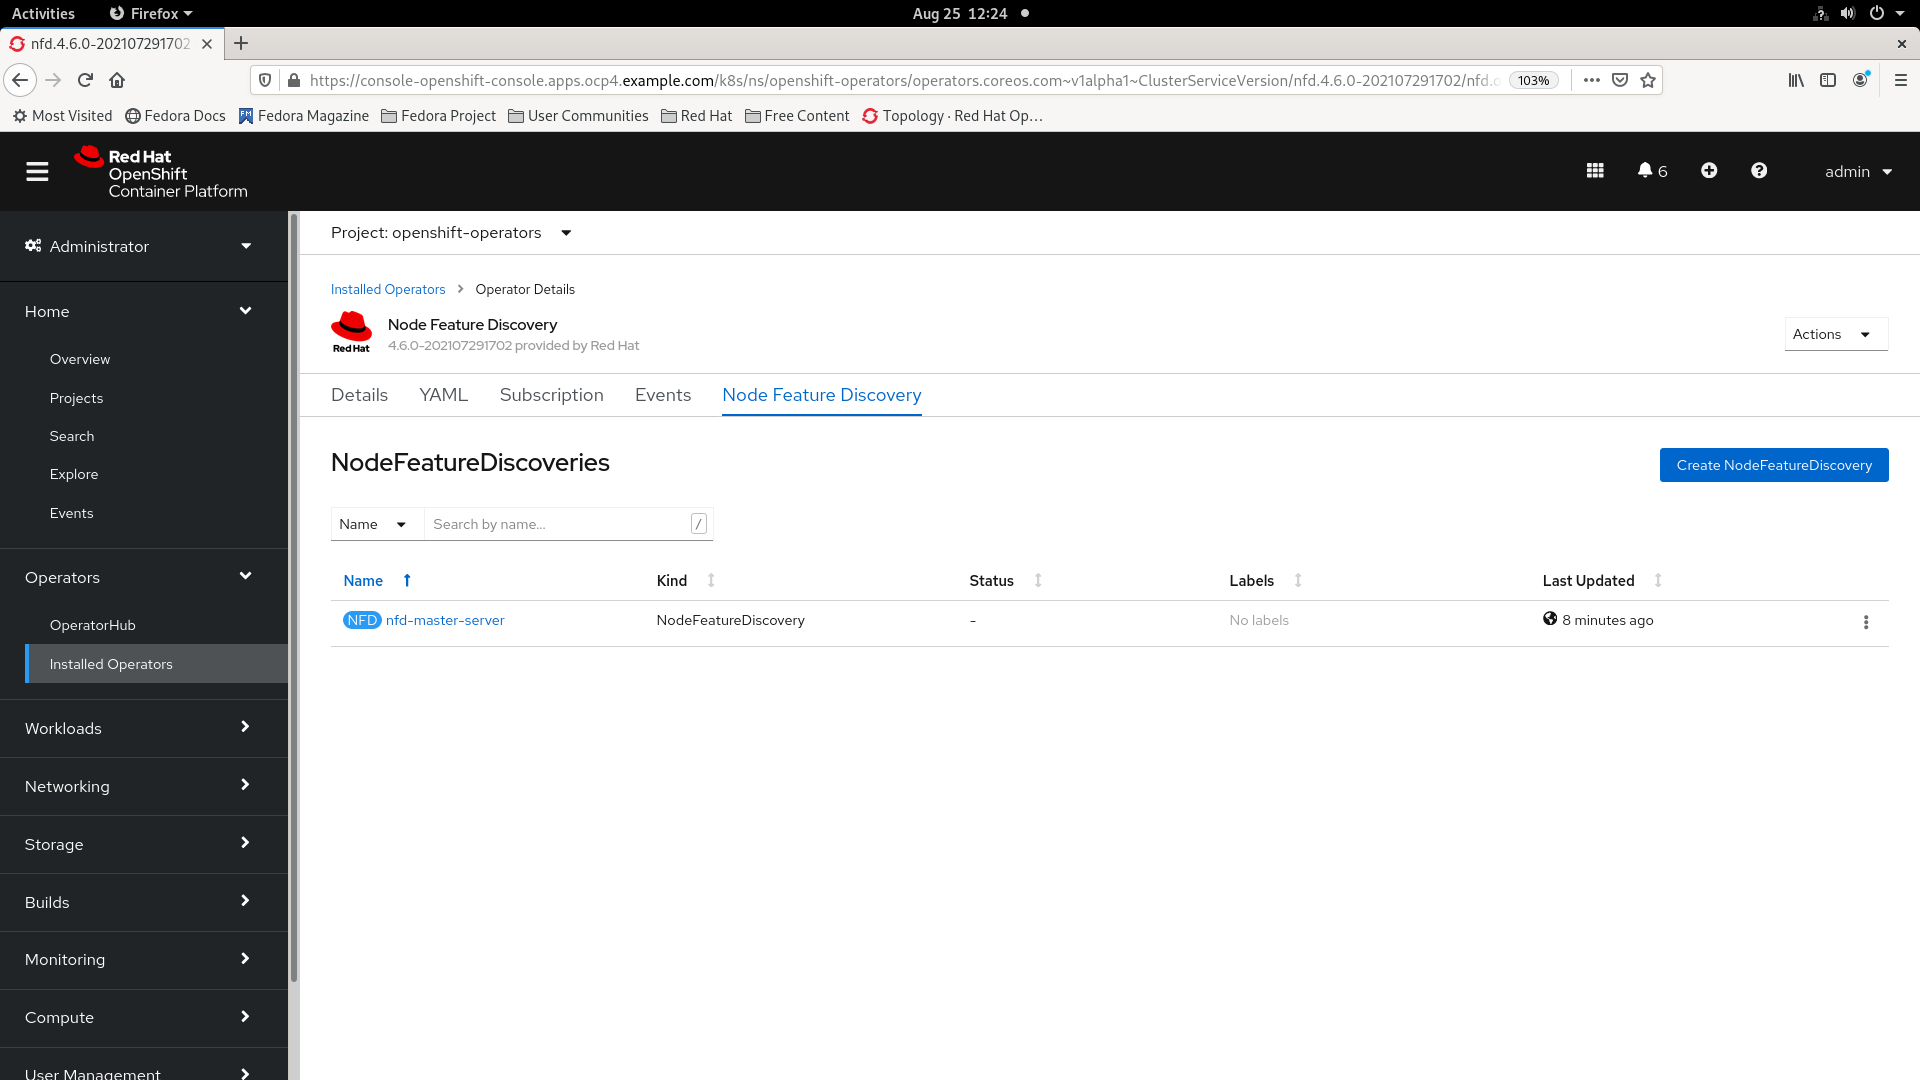 Activities
Firefox
Aug 25 12:24
nfd.4.6.0-202107291702
https://console-openshift-console.apps.ocp4.example.com/k8s/ns/openshift-operators/operators.coreos.com~v1alpha1~ClusterServiceVersion/nfd.4.6.0-202107291702/nfd.o
103%
Most Visited
Fedora Docs
Fedora Magazine
Fedora Project
User Communities
Red Hat
Free Content
Topology · Red Hat Op…
Red Hat
OpenShift
Container Platform
6
admin
Administrator
Home
Overview
Projects
Search
Explore
Events
Operators
OperatorHub
Installed Operators
Workloads
Networking
Storage
Builds
Monitoring
Compute
User Management
Project: openshift-operators
Installed Operators > Operator Details
Red Hat
Node Feature Discovery
4.6.0-202107291702 provided by Red Hat
Actions
Details
YAML
Subscription
Events
Node Feature Discovery
NodeFeatureDiscoveries
Create NodeFeatureDiscovery
Name
Search by name...
/
Name
Kind
Status
Labels
Last Updated
NFD nfd-master-server
NodeFeatureDiscovery
-
No labels
8 minutes ago